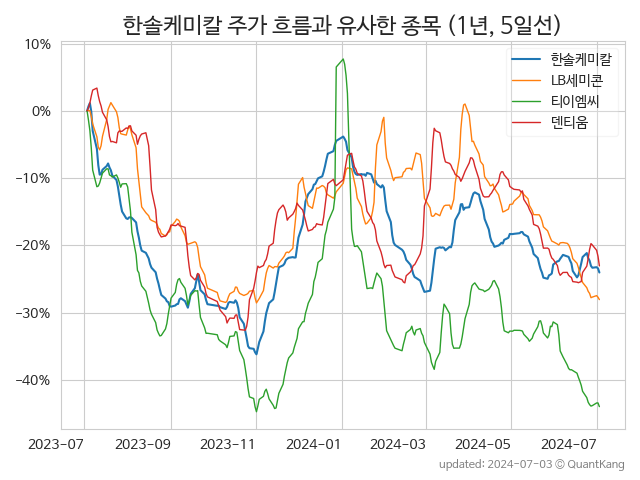 한솔케미칼 주가 흐름과 유사한 종목 (1년, 5일선)
10%
0%
−10%
−20%
−30%
−40%
한솔케미칼
LB세미콘
티이엠씨
덴티움
2023-07
2023-09
2023-11
2024-01
2024-03
2024-05
2024-07
updated: 2024-07-03 © QuantKang